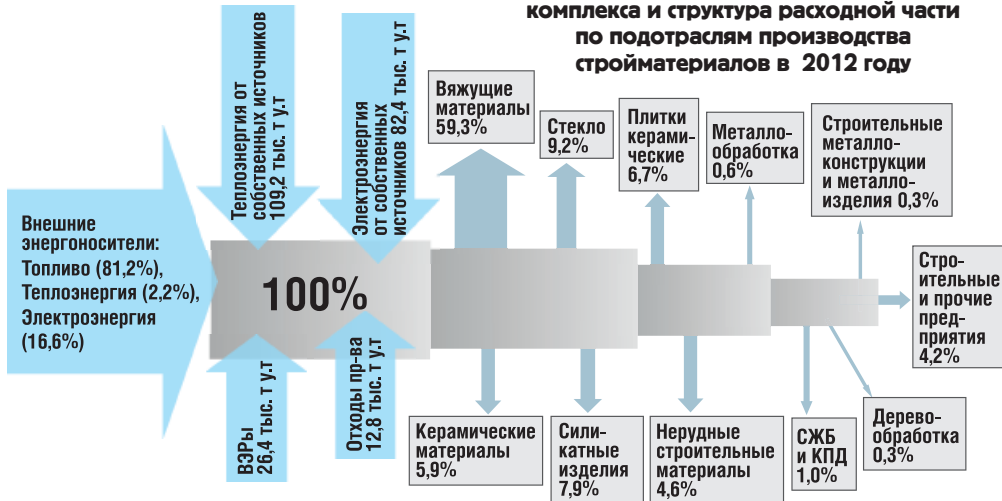 комплекса и структура расходной части
по подотраслям производства
стройматериалов в 2012 году
Теплоэнергия от
собственных источников
109,2 тыс. т у.т
Электроэнергия
от собственных
источников 82,4 тыс. т у.т
Вяжущие
материалы
59,3%
Стекло
9,2%
Плитки
керами-
ческие
6,7%
Металло-
обработка
0,6%
Строительные
металло-
конструкции
и металло-
изделия 0,3%
Внешние
энергоносители:
Топливо (81,2%),
Теплоэнергия (2,2%),
Электроэнергия
(16,6%)
100%
Стро-
ительные
и прочие
пред-
приятия
4,2%
ВЭРы
26,4 тыс. т у.т
Отходы пр-ва
12,8 тыс. т у.т
Керамические
материалы
5,9%
Сили-
катные
изделия
7,9%
Нерудные
строительные
материалы
4,6%
СЖБ
и КПД
1,0%
Дерево-
обработка
0,3%